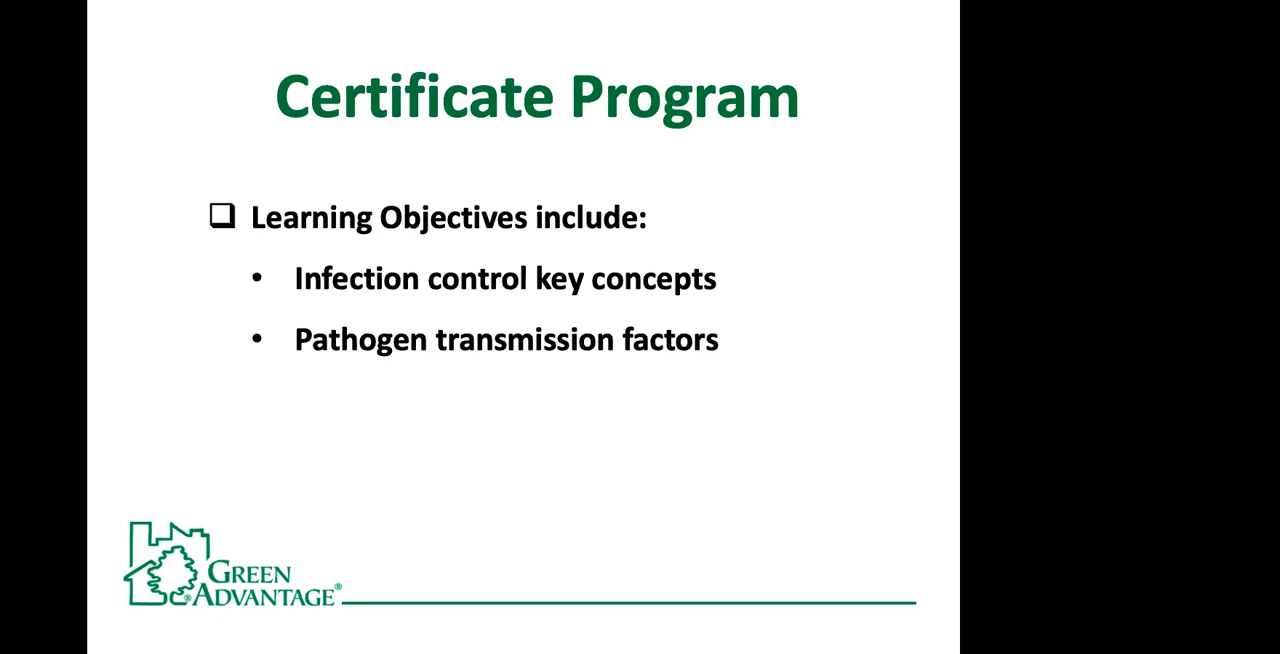 Certificate Program
❑ Learning Objectives include:
• Infection control key concepts
• Pathogen transmission factors
GREEN
ADVANTAGE®